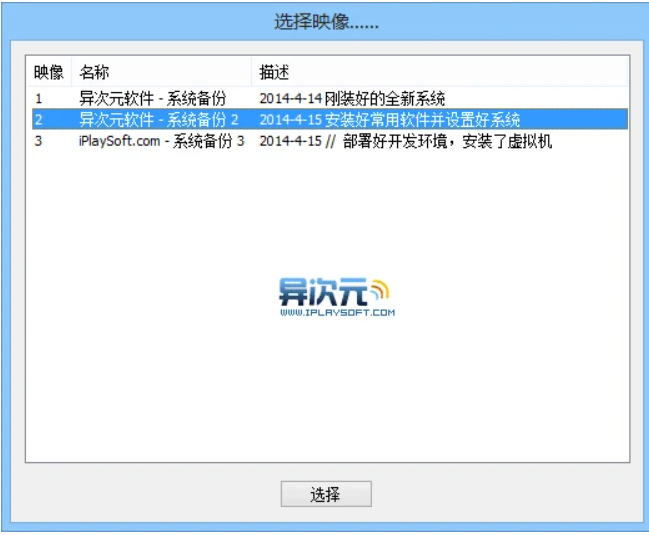 选择映像......
映像 名称 描述
1 异次元软件 - 系统备份 2014-4-14 刚装好的全新系统
2 异次元软件 - 系统备份 2 2014-4-15 安装好常用软件并设置好系统
3 iPlaySoft.com - 系统备份 3 2014-4-15 // 部署好开发环境，安装了虚拟机
异次元
WWW.IPLAYSOFT.COM
选择